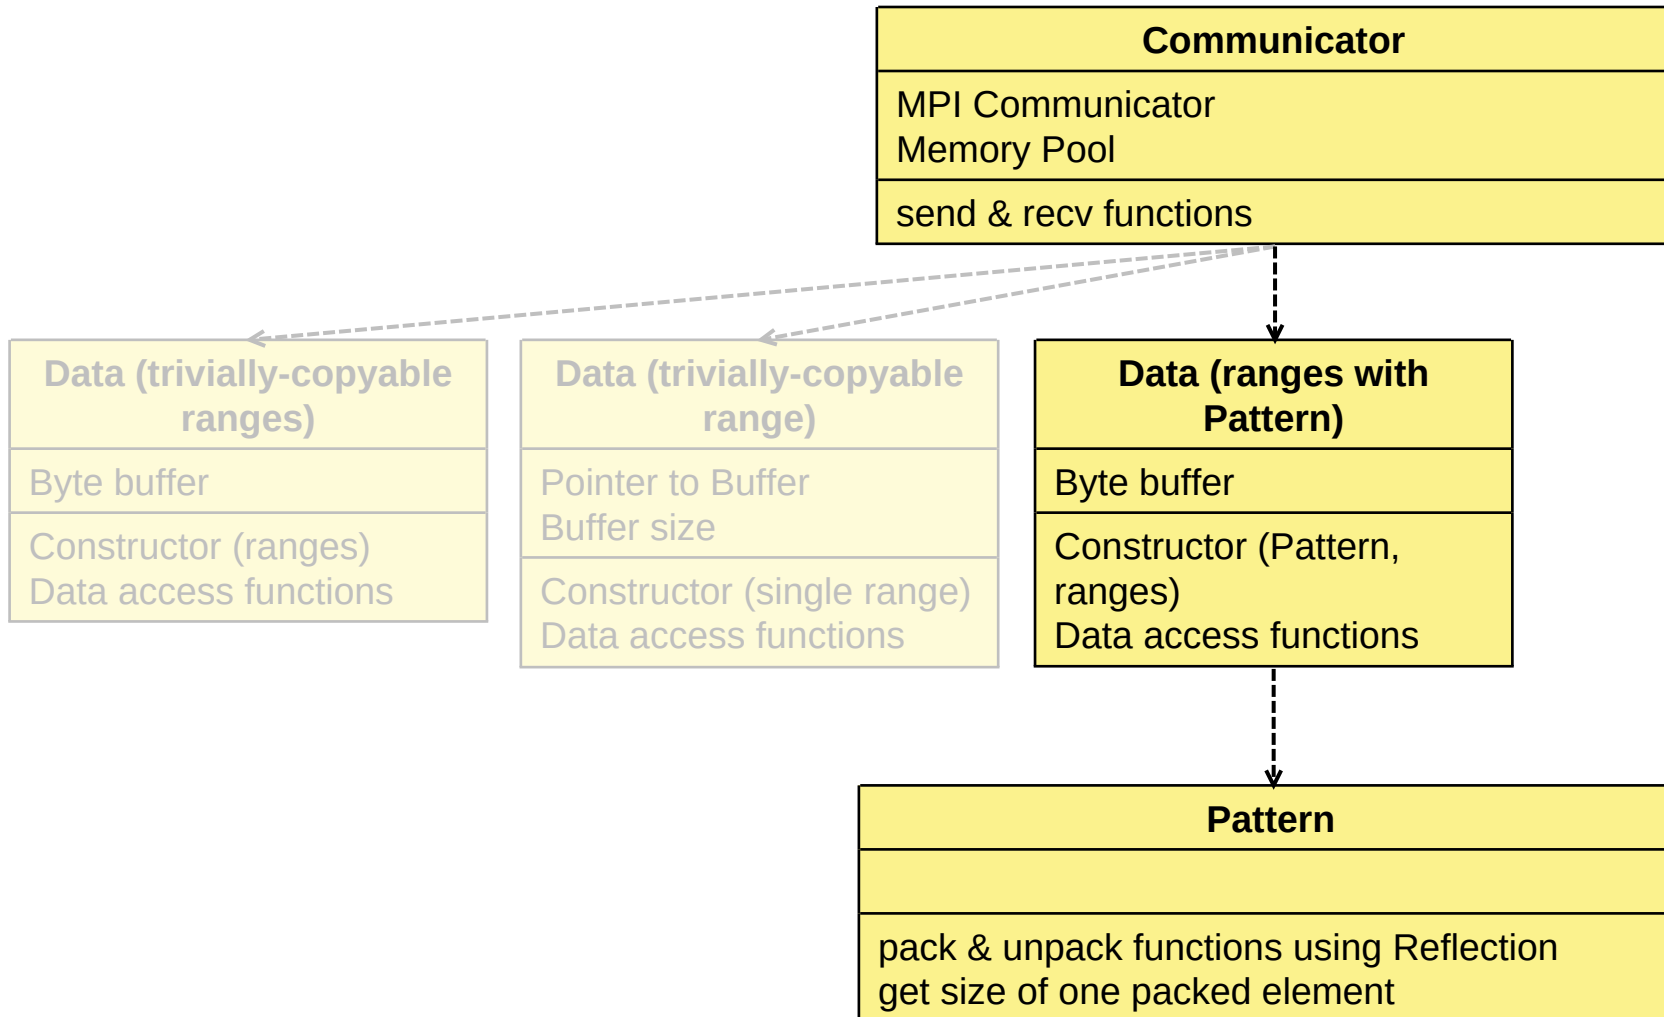 Communicator
MPI Communicator
Memory Pool
send & recv functions
Data (trivially-copyable
ranges)
Byte buffer
Constructor (ranges)
Data access functions
Data (trivially-copyable
range)
Pointer to Buffer
Buffer size
Constructor (single range)
Data access functions
Data (ranges with
Pattern)
Byte buffer
Constructor (Pattern,
ranges)
Data access functions
Pattern
pack & unpack functions using Reflection
get size of one packed element